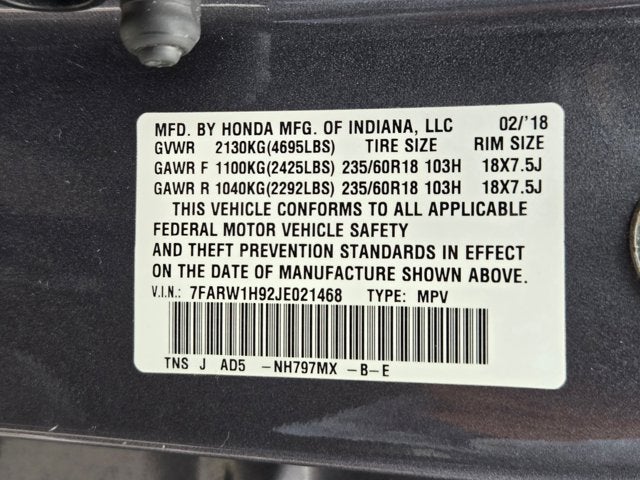 MFD. BY HONDA MFG. OF INDIANA, LLC 02/'18
GVWR 2130KG(4695LBS) TIRE SIZE RIM SIZE
GAWR F 1100KG(2425LBS) 235/60R18 103H 18X7.5J
GAWR R 1040KG(2292LBS) 235/60R18 103H 18X7.5J
THIS VEHICLE CONFORMS TO ALL APPLICABLE
FEDERAL MOTOR VEHICLE SAFETY
AND THEFT PREVENTION STANDARDS IN EFFECT
ON THE DATE OF MANUFACTURE SHOWN ABOVE.
V.I.N.: 7FARW1H92JE021468 TYPE: MPV
TNS J AD5 -NH797MX -B-E